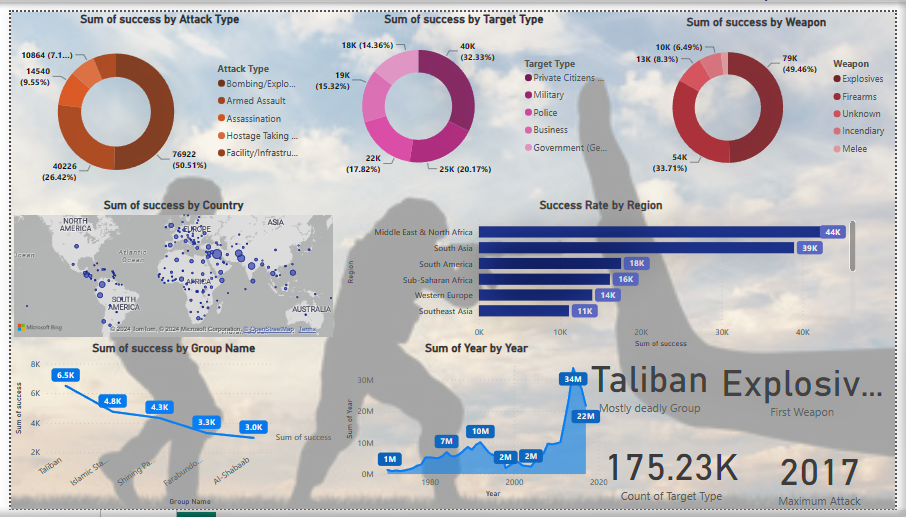 Sum of success by Attack Type
10864 (7.1...)
14540
(9.55%)
40226
(26.42%)
76922
(50.51%)
Attack Type
Bombing/Explo...
Armed Assault
Assassination
Hostage Taking ...
Facility/Infrastru...
Sum of success by Target Type
18K (14.36%)
19K
(15.32%)
22K
(17.82%)
25K (20.17%)
40K
(32.33%)
Target Type
Private Citizens ...
Military
Police
Business
Government (Ge...
Sum of success by Weapon
10K (6.49%)
13K (8.3%)
54K
(33.71%)
79K
(49.46%)
Weapon
Explosives
Firearms
Unknown
Incendiary
Melee
Sum of success by Country
NORTH
AMERICA
EUROPE
ASIA
Ocean
Atlantic
Ocean
AFRICA
SOUTH
AMERICA
AUSTRALIA
Microsoft Bing
© 2024 TomTom, © 2024 Microsoft Corporation, © OpenStreetMap Terms
Success Rate by Region
Region
Middle East & North Africa
44K
South Asia
39K
South America
18K
Sub-Saharan Africa
16K
Western Europe
14K
Southeast Asia
11K
0K 10K 20K 30K 40K
Sum of success
Sum of success by Group Name
Sum of success
8K
6K
4K
2K
6.5K
4.8K
4.3K
3.3K
3.0K
Sum of success
Taliban
Islamic Sta...
Shining Pa...
Farabundo...
Al-Shabaab
Group Name
Sum of Year by Year
Sum of Year
30M
20M
10M
0M
1M
7M
10M
2M
2M
34M
22M
1980 2000 2020
Year
Taliban
Mostly deadly Group
Explosiv...
First Weapon
175.23K
Count of Target Type
2017
Maximum Attack